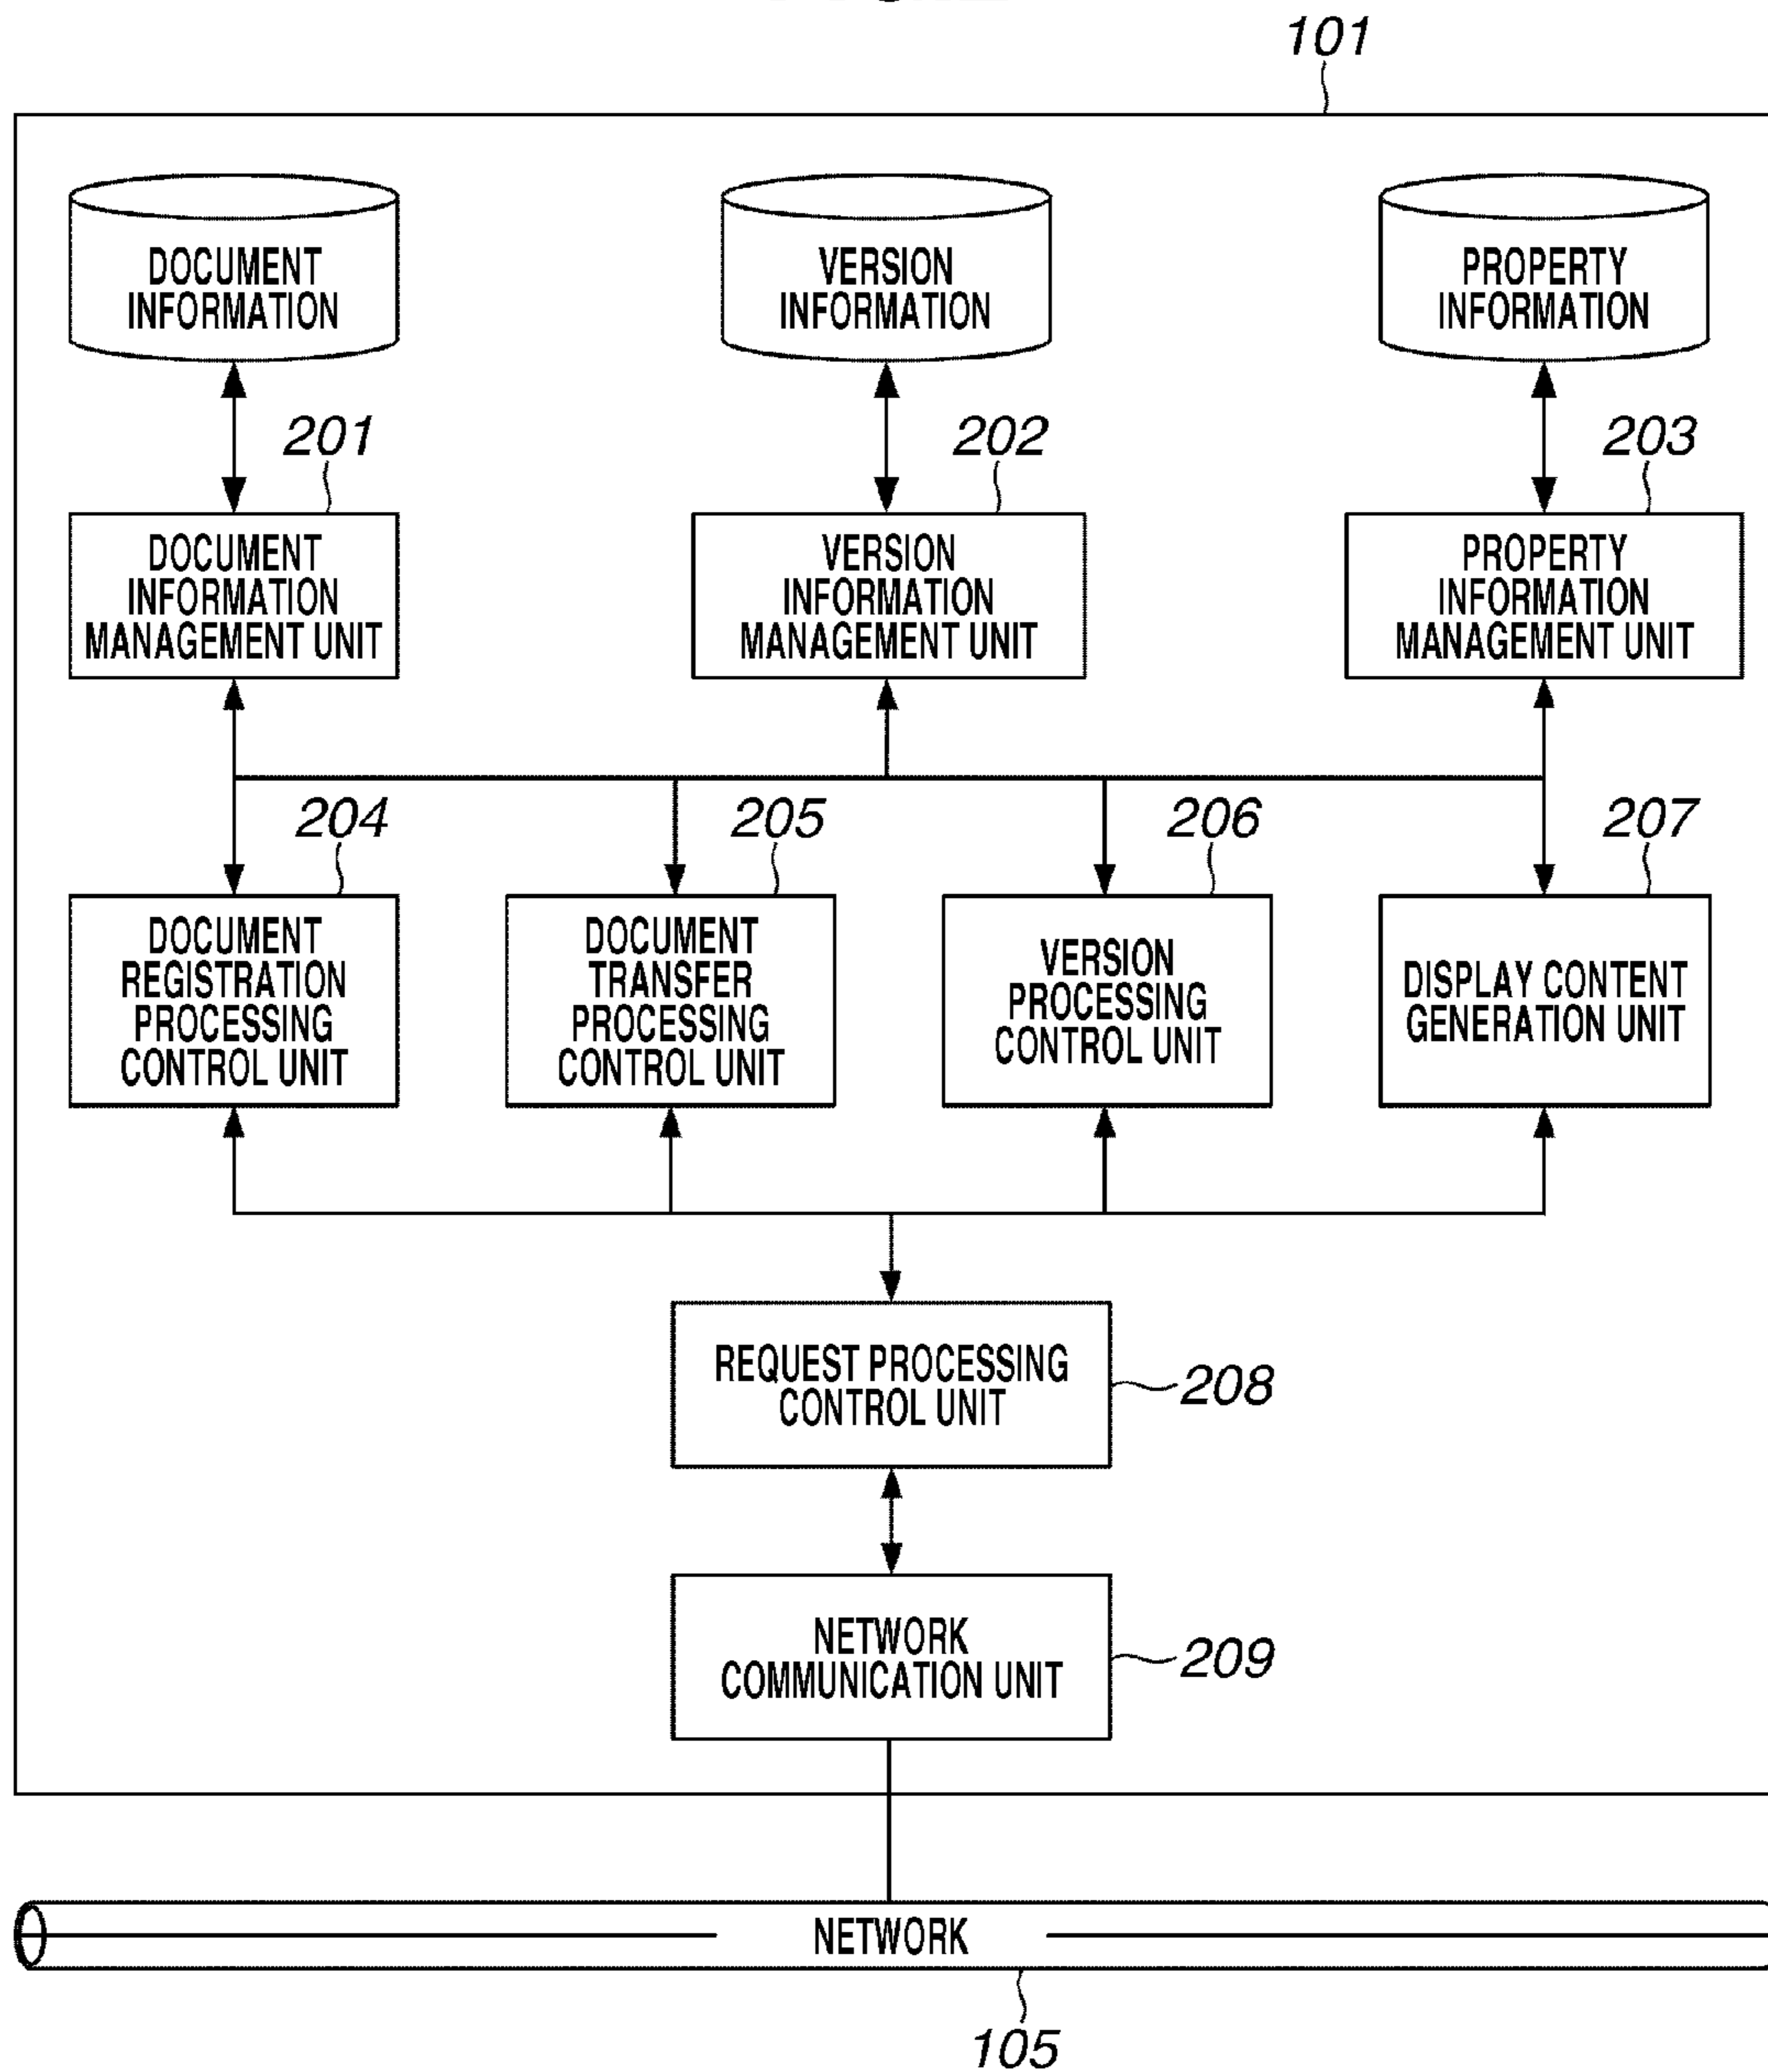 101
DOCUMENT
INFORMATION
VERSION
INFORMATION
PROPERTY
INFORMATION
201
202
203
DOCUMENT
INFORMATION
MANAGEMENT UNIT
VERSION
INFORMATION
MANAGEMENT UNIT
PROPERTY
INFORMATION
MANAGEMENT UNIT
204
205
206
207
DOCUMENT
REGISTRATION
PROCESSING
CONTROL UNIT
DOCUMENT
TRANSFER
PROCESSING
CONTROL UNIT
VERSION
PROCESSING
CONTROL UNIT
DISPLAY CONTENT
GENERATION UNIT
REQUEST PROCESSING
CONTROL UNIT
208
NETWORK
COMMUNICATION UNIT
209
NETWORK
105